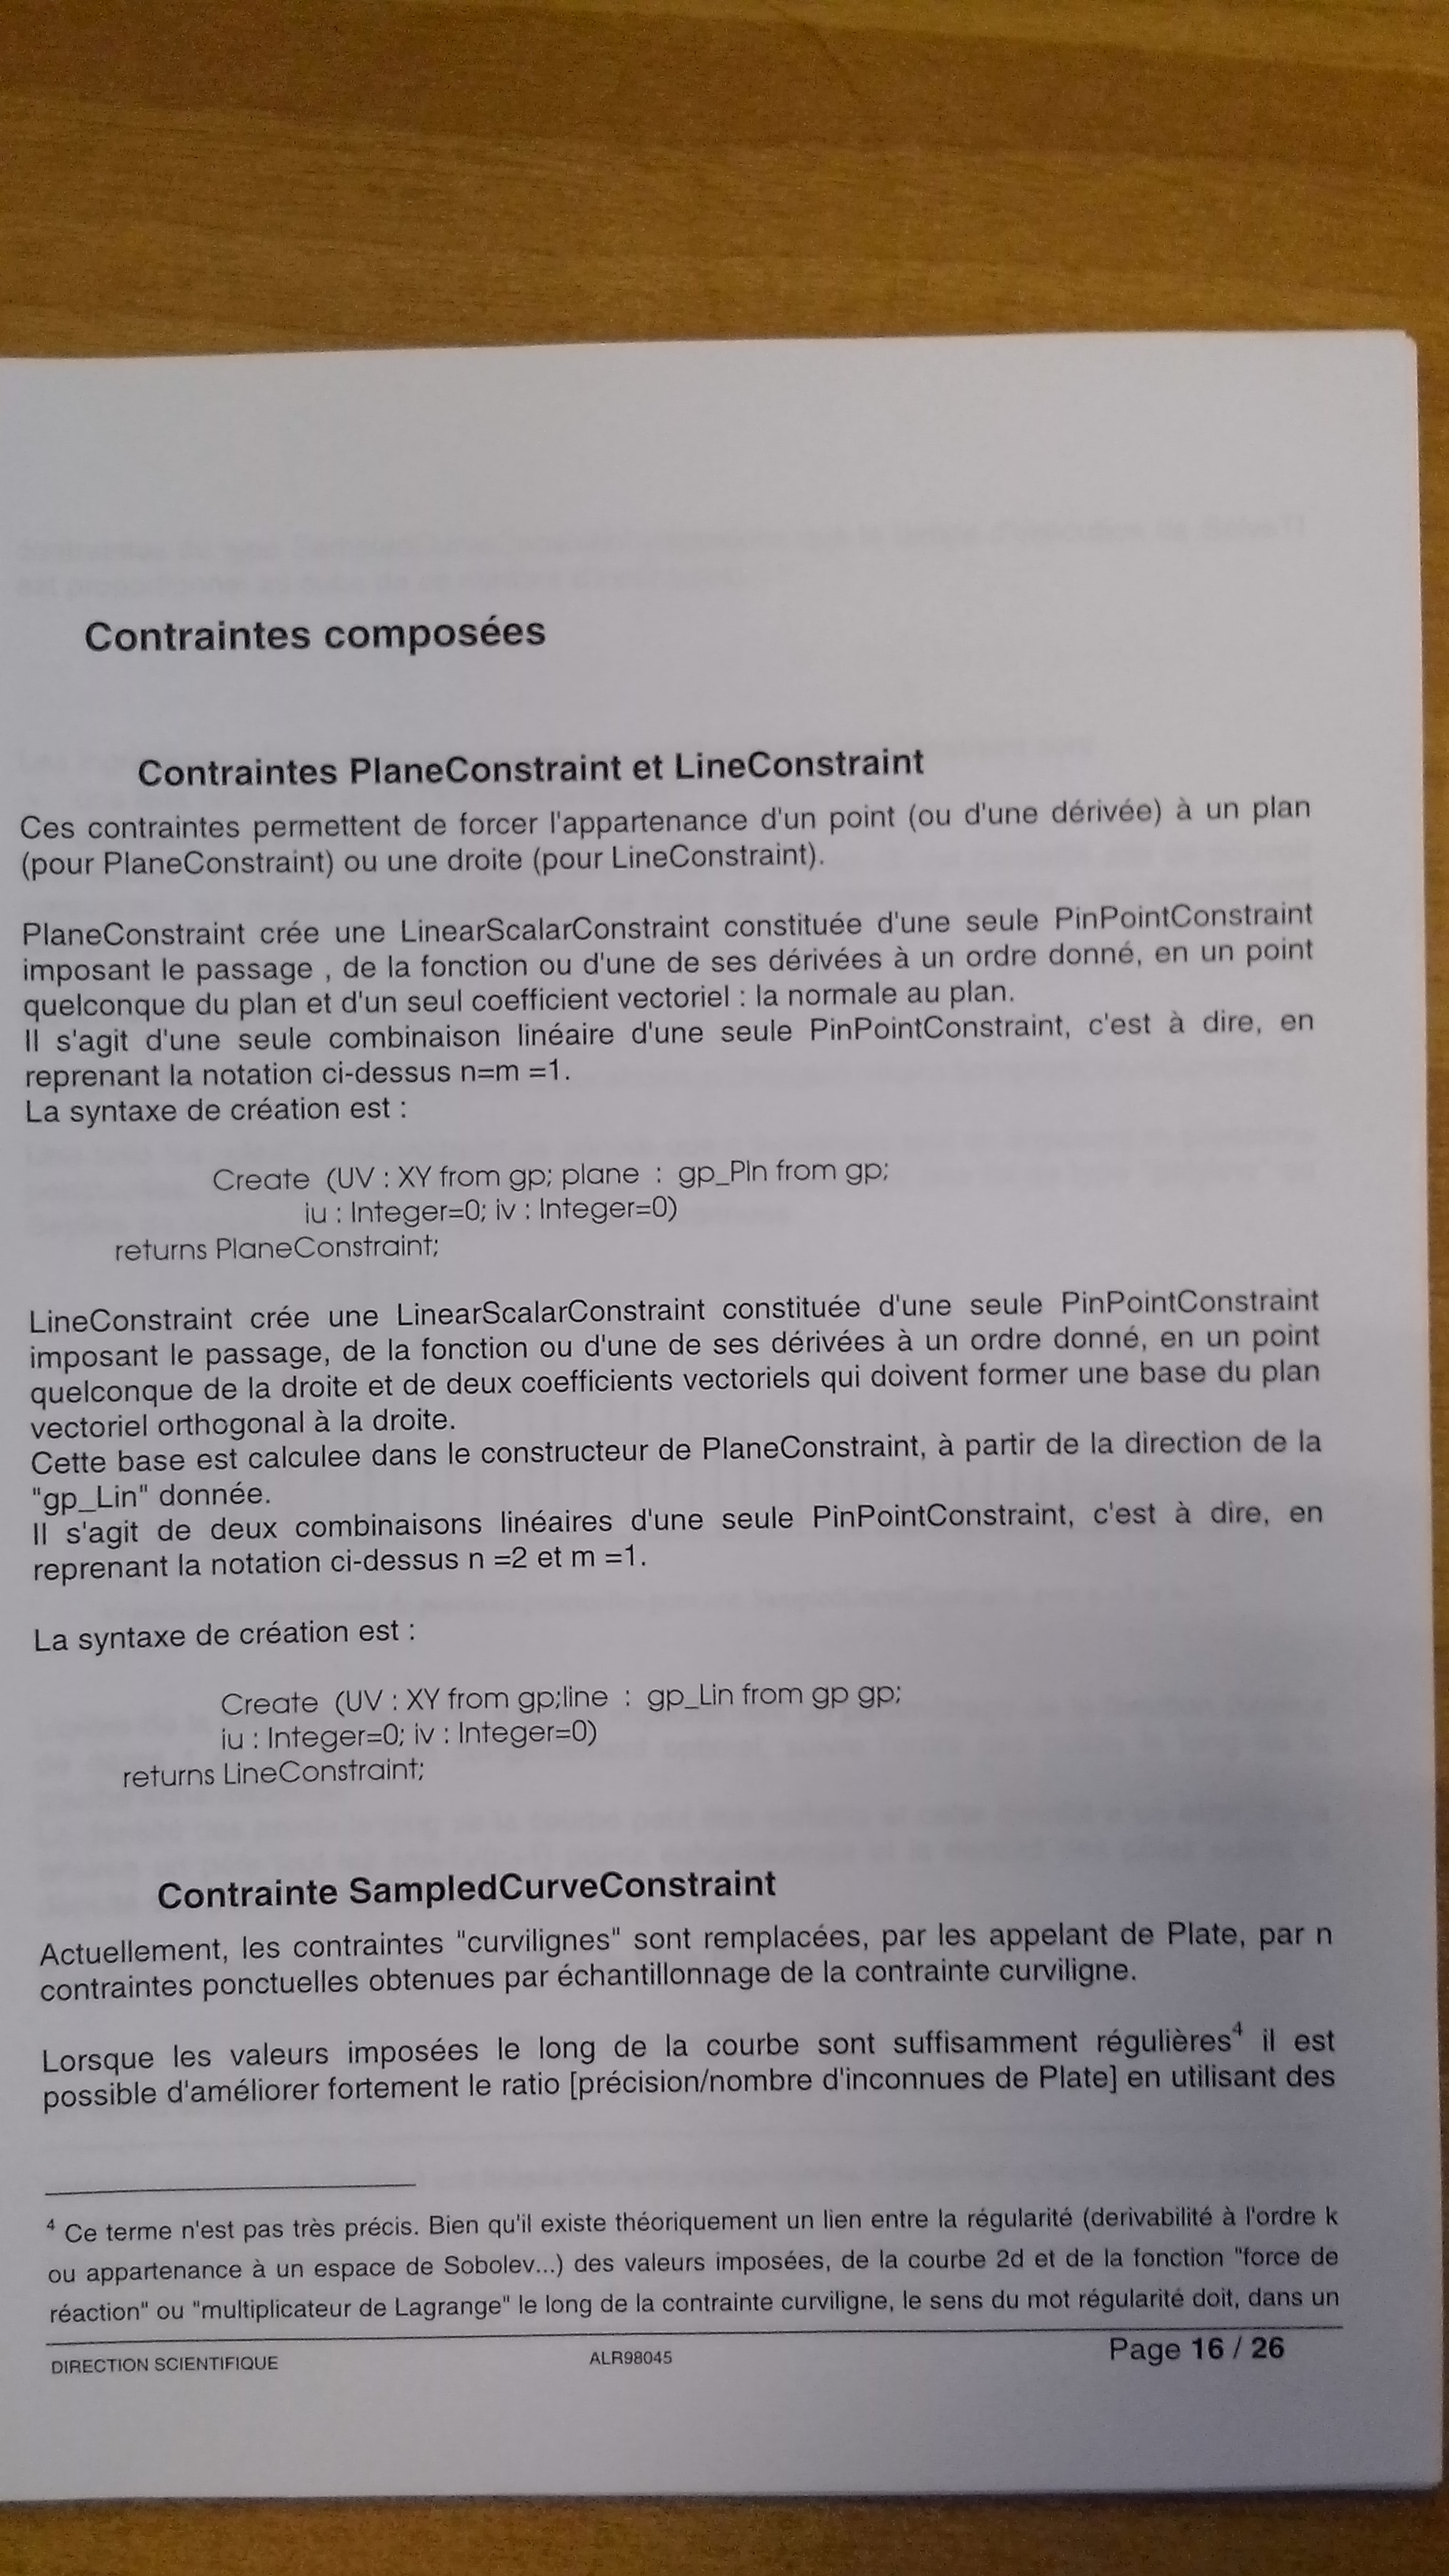 Contraintes composées
Contraintes PlaneConstraint et LineConstraint
Ces contraintes permettent de forcer l'appartenance d'un point (ou d'une dérivée) à un plan
(pour PlaneConstraint) ou une droite (pour LineConstraint).
PlaneConstraint crée une LinearScalarConstraint constituée d'une seule PinPointConstraint
imposant le passage , de la fonction ou d'une de ses dérivées à un ordre donné, en un point
quelconque du plan et d'un seul coefficient vectoriel : la normale au plan.
Il s'agit d'une seule combinaison linéaire d'une seule PinPointConstraint, c'est à dire, en
reprenant la notation ci-dessus n=m =1.
La syntaxe de création est :
Create (UV : XY from gp; plane : gp_Pln from gp;
iu : Integer=0; iv : Integer=0)
returns PlaneConstraint;
LineConstraint crée une LinearScalarConstraint constituée d'une seule PinPointConstraint
imposant le passage, de la fonction ou d'une de ses dérivées à un ordre donné, en un point
quelconque de la droite et de deux coefficients vectoriels qui doivent former une base du plan
vectoriel orthogonal à la droite.
Cette base est calculee dans le constructeur de PlaneConstraint, à partir de la direction de la
"gp_Lin" donnée.
Il s'agit de deux combinaisons linéaires d'une seule PinPointConstraint, c'est à dire, en
reprenant la notation ci-dessus n =2 et m =1.
La syntaxe de création est :
Create (UV : XY from gp;line : gp_Lin from gp gp;
iu : Integer=0; iv : Integer=0)
returns LineConstraint;
Contrainte SampledCurveConstraint
Actuellement, les contraintes "curvilignes" sont remplacées, par les appelant de Plate, par n
contraintes ponctuelles obtenues par échantillonnage de la contrainte curviligne.
Lorsque les valeurs imposées le long de la courbe sont suffisamment régulières4 il est
possible d'améliorer fortement le ratio [précision/nombre d'inconnues de Plate] en utilisant des
4 Ce terme n'est pas très précis. Bien qu'il existe théoriquement un lien entre la régularité (derivabilité à l'ordre k
ou appartenance à un espace de Sobolev...) des valeurs imposées, de la courbe 2d et de la fonction "force de
réaction" ou "multiplicateur de Lagrange" le long de la contrainte curviligne, le sens du mot régularité doit, dans un
DIRECTION SCIENTIFIQUE ALR98045 Page 16 / 26